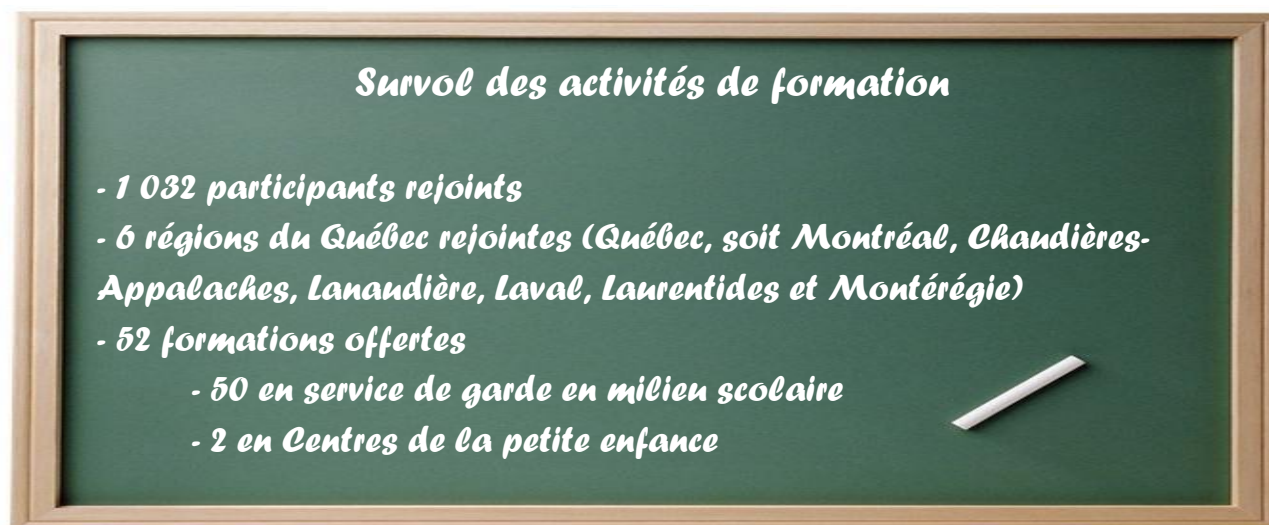 Survol des activités de formation
- 1 032 participants rejoints
- 6 régions du Québec rejointes (Québec, soit Montréal, Chaudières-
Appalaches, Lanaudière, Laval, Laurentides et Montérégie)
- 52 formations offertes
- 50 en service de garde en milieu scolaire
- 2 en Centres de la petite enfance